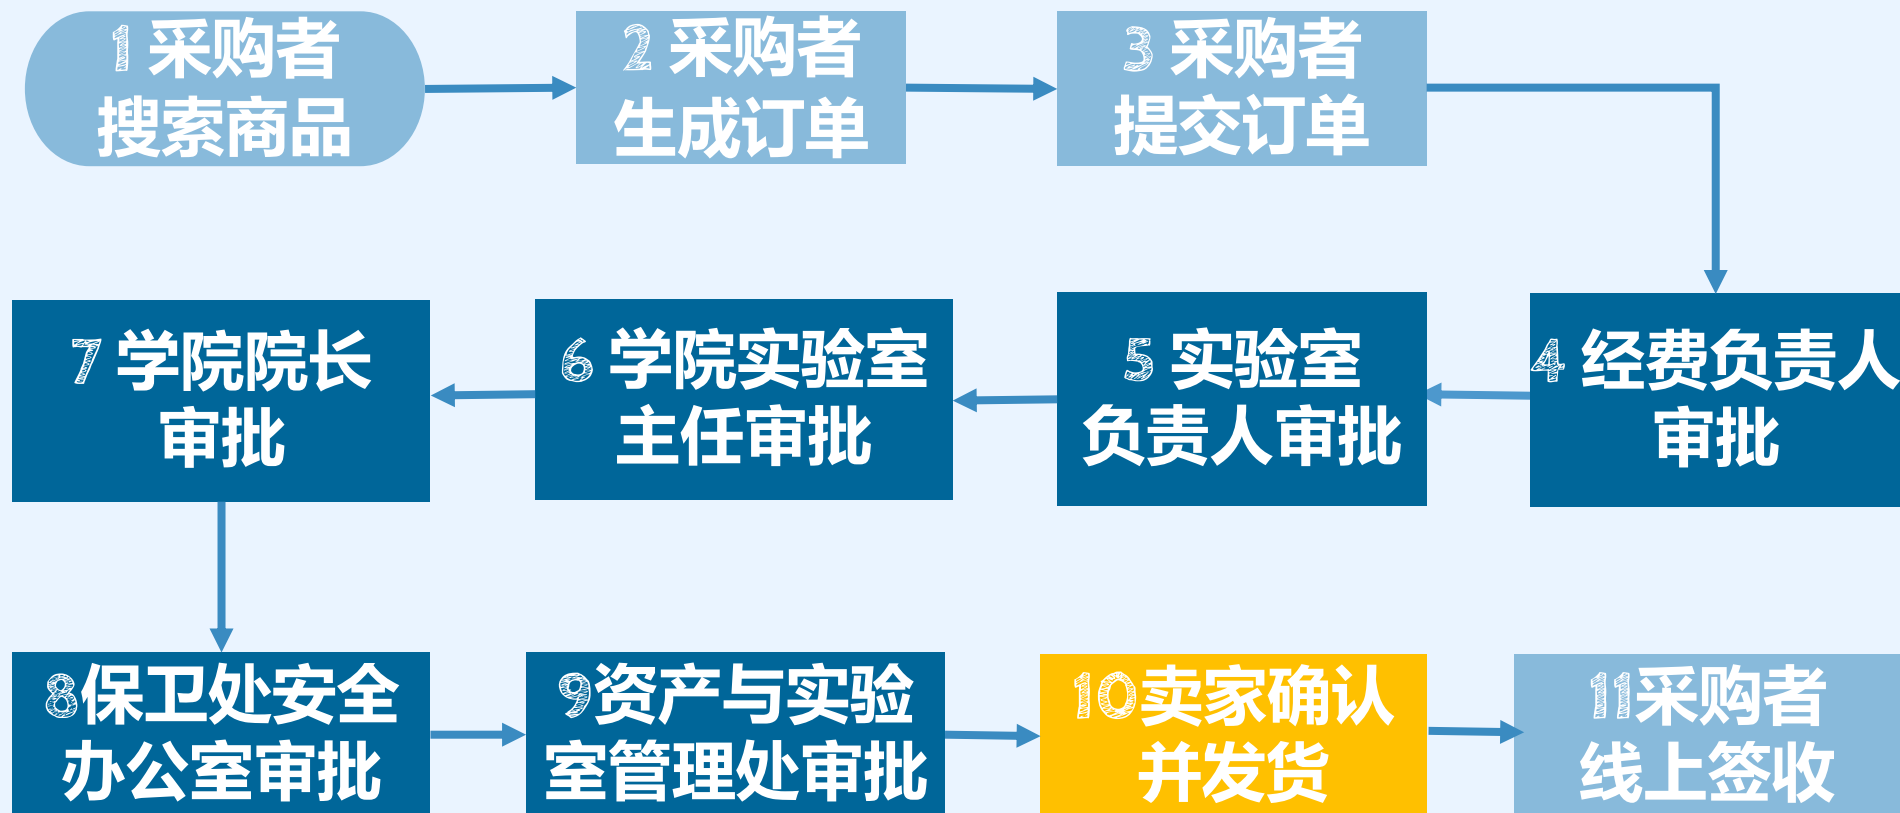 1 采购者
搜索商品
2 采购者
生成订单
3 采购者
提交订单
4 经费负责人
审批
5 实验室
负责人审批
6 学院实验室
主任审批
7 学院院长
审批
8保卫处安全
办公室审批
9资产与实验
室管理处审批
10卖家确认
并发货
11采购者
线上签收